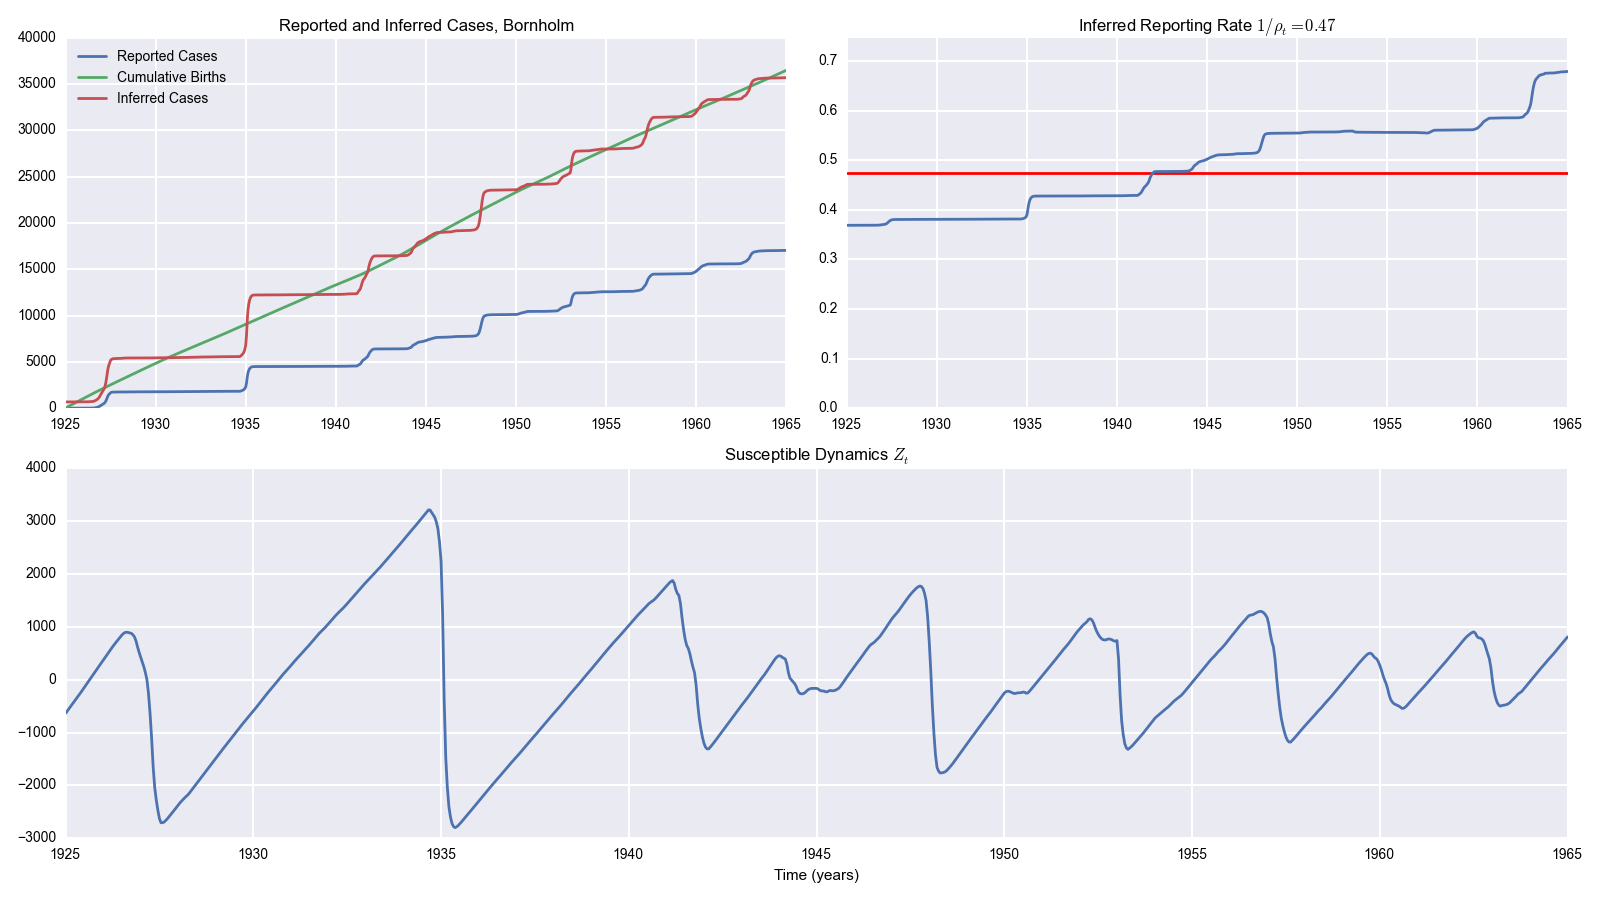 Reported and Inferred Cases, Bornholm
40000
35000
30000
25000
20000
15000
10000
5000
0
Reported Cases
Cumulative Births
Inferred Cases
1925 1930 1935 1940 1945 1950 1955 1960 1965
Inferred Reporting Rate 1/ρt =0.47
0.7
0.6
0.5
0.4
0.3
0.2
0.1
0.0
1925 1930 1935 1940 1945 1950 1955 1960 1965
Susceptible Dynamics Zt
4000
3000
2000
1000
0
−1000
−2000
−3000
1925 1930 1935 1940 1945 1950 1955 1960 1965
Time (years)